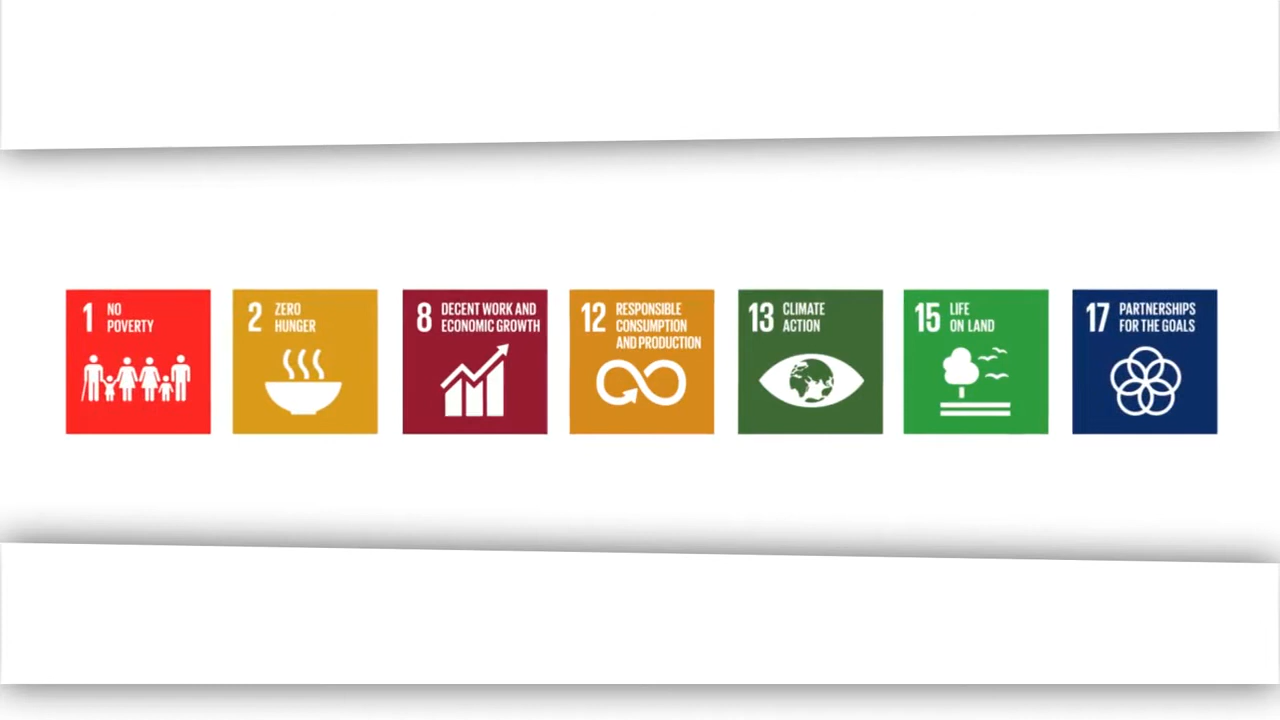 1 NO
POVERTY
2 ZERO
HUNGER
8 DECENT WORK AND
ECONOMIC GROWTH
12 RESPONSIBLE
CONSUMPTION
AND PRODUCTION
13 CLIMATE
ACTION
15 LIFE
ON LAND
17 PARTNERSHIPS
FOR THE GOALS